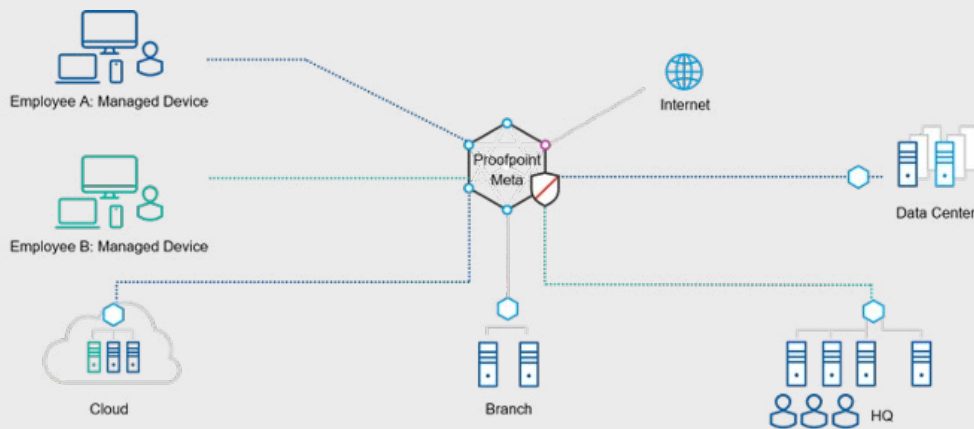 Employee A: Managed Device
Internet
Proofpoint
Meta
Data Center
Employee B: Managed Device
Cloud
Branch
HQ